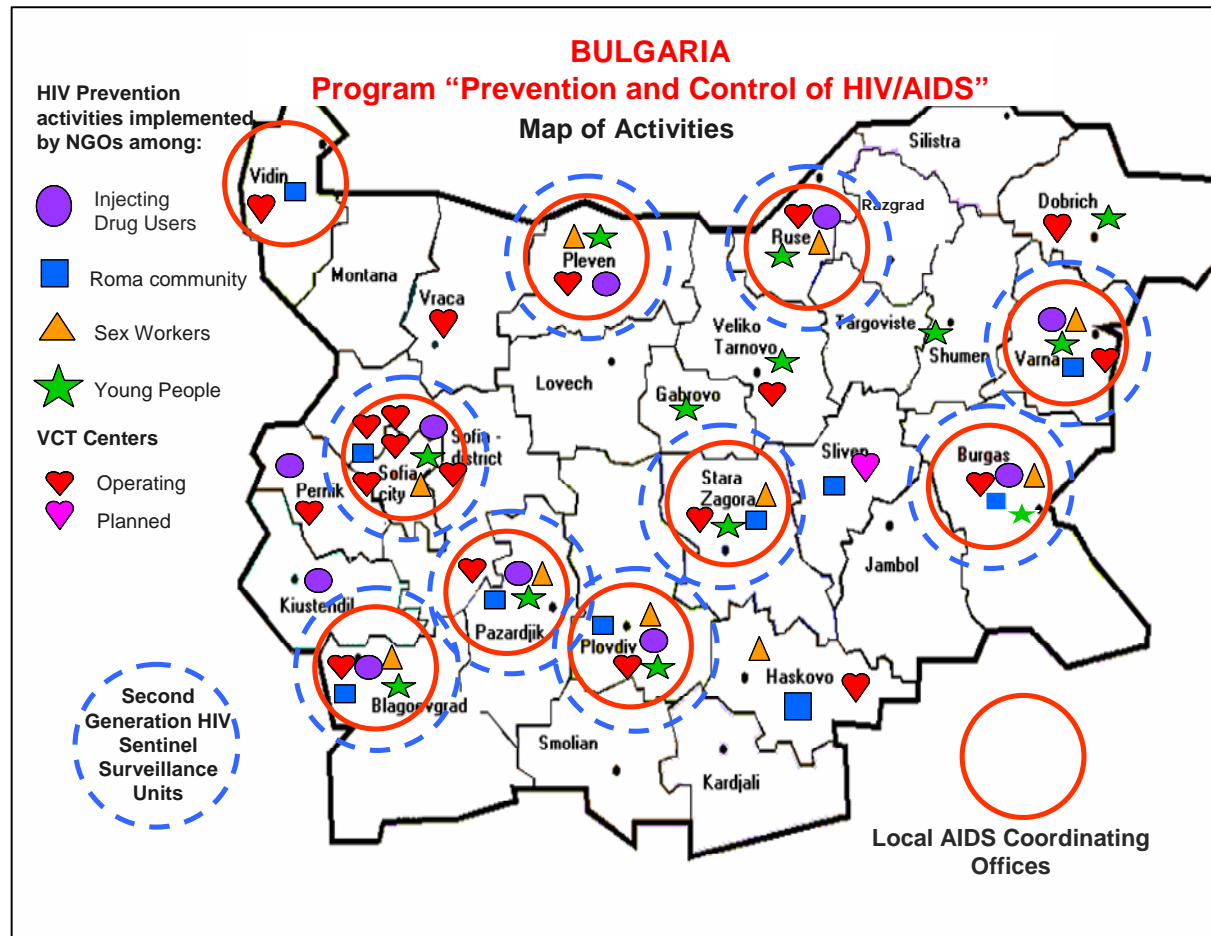 BULGARIA
Program “Prevention and Control of HIV/AIDS”
Map of Activities
HIV Prevention
activities implemented
by NGOs among:
Injecting
Drug Users
Roma community
Sex Workers
Young People
VCT Centers
Operating
Planned
Vidin
Montana
Vraca
Pleven
Lovech
Ruse
Razgrad
Silistra
Dobrich
Veliko
Tarnovo
Targoviste
Shumen
Varna
Gabrovo
Sofia -
district
Sofia
city
Pernik
Kiustendil
Blagoevgrad
Pazardjik
Plovdiv
Stara
Zagora
Sliven
Burgas
Jambol
Haskovo
Smolian
Kardjali
Second
Generation HIV
Sentinel
Surveillance
Units
Local AIDS Coordinating
Offices